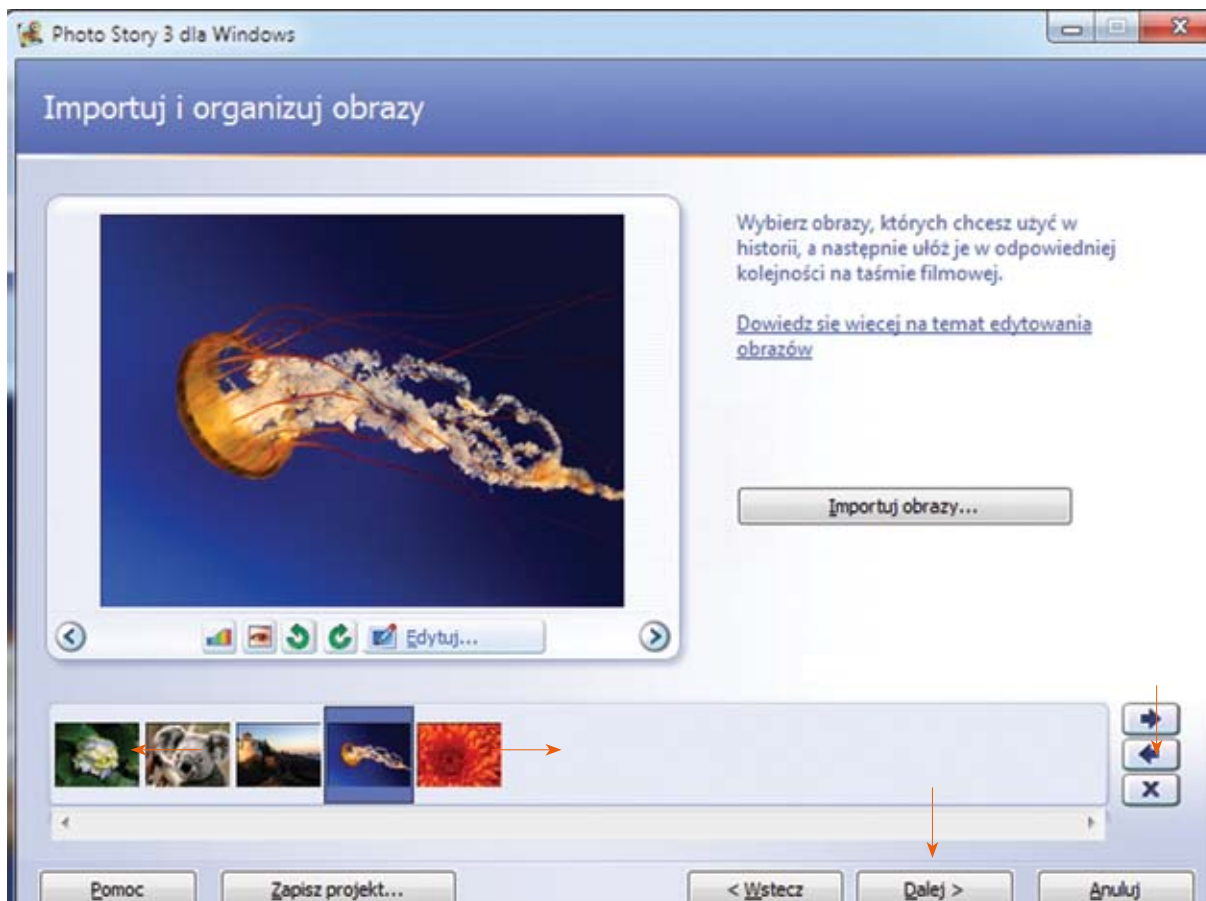 Photo Story 3 dla Windows
Importuj i organizuj obrazy
Wybierz obrazy, których chcesz użyć w
historii, a następnie ułóż je w odpowiedniej
kolejności na taśmie filmowej.
Dowiedz się więcej na temat edytowania
obrazów
Importuj obrazy...
Edytuj...
Pomoc
Zapisz projekt...
< Wstecz
Dalej >
Anuluj